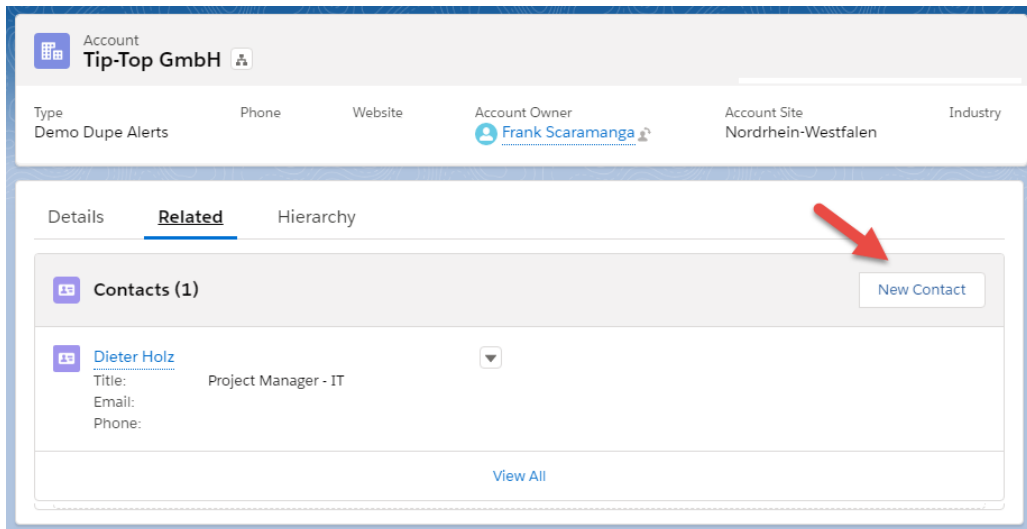 Account
Tip-Top GmbH
Type Phone Website Account Owner Account Site Industry
Demo Dupe Alerts Frank Scaramanga Nordrhein-Westfalen
Details Related Hierarchy
Contacts (1) New Contact
Dieter Holz
Title: Project Manager - IT
Email:
Phone:
View All